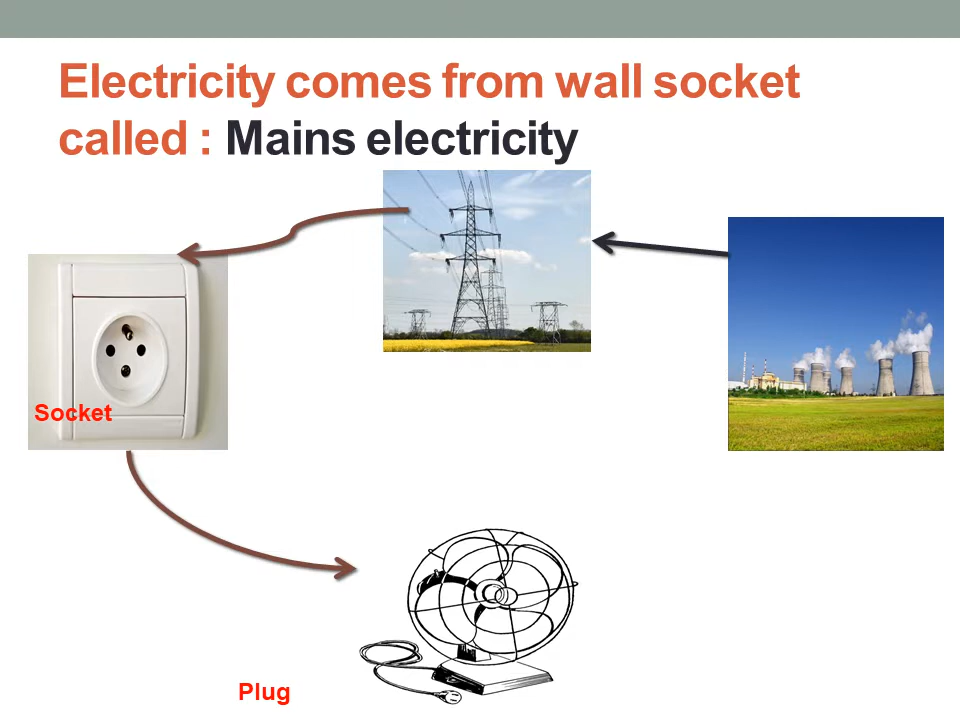 Electricity comes from wall socket
called : Mains electricity
Socket
Plug